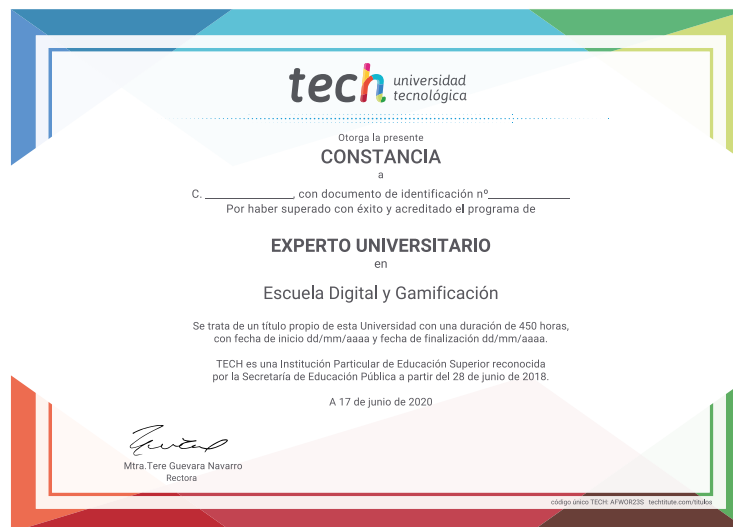 tech universidad
tecnológica
Otorga la presente
CONSTANCIA
a
C. ______________, con documento de identificación nº______________
Por haber superado con éxito y acreditado el programa de
EXPERTO UNIVERSITARIO
en
Escuela Digital y Gamificación
Se trata de un título propio de esta Universidad con una duración de 450 horas,
con fecha de inicio dd/mm/aaaa y fecha de finalización dd/mm/aaaa.
TECH es una Institución Particular de Educación Superior reconocida
por la Secretaría de Educación Pública a partir del 28 de junio de 2018.
A 17 de junio de 2020
Mtra.Tere Guevara Navarro
Rectora
código único TECH: AFWOR23S techtitute.com/titulos